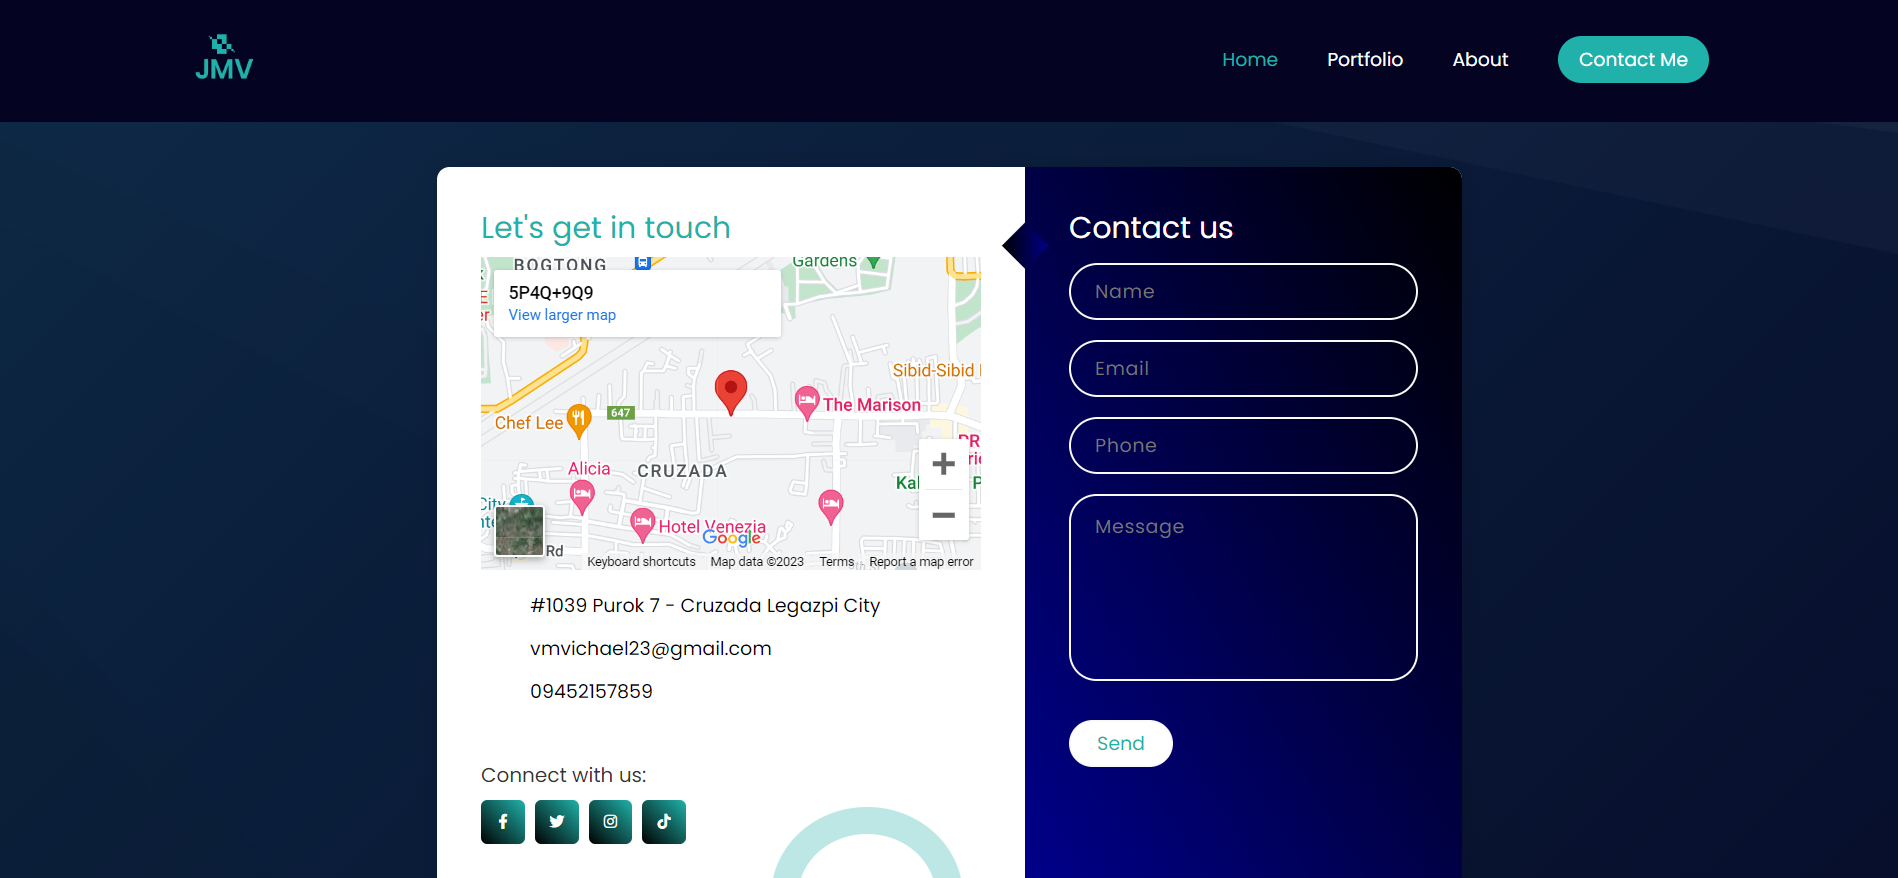 JMV
Home
Portfolio
About
Contact Me
Let's get in touch
BOGTONG
Gardens
5P4Q+9Q9
View larger map
Sibid-Sibid
647
The Marison
Chef Lee
Alicia
CRUZADA
City
Hotel Venezia
Google
Rd
Keyboard shortcuts
Map data ©2023
Terms
Report a map error
#1039 Purok 7 - Cruzada Legazpi City
vmvichael23@gmail.com
09452157859
Connect with us:
Contact us
Name
Email
Phone
Message
Send